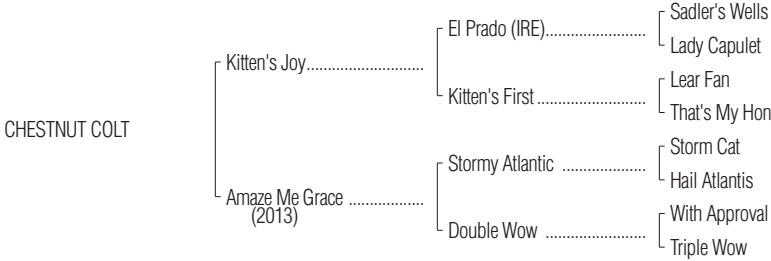 Sadler's Wells
El Prado (IRE)........................
Lady Capulet
Kitten's Joy............................
Lear Fan
Kitten's First..........................
That's My Hon
CHESTNUT COLT
Storm Cat
Stormy Atlantic ....................
Hail Atlantis
Amaze Me Grace ..................
(2013)
With Approval
Double Wow ........................
Triple Wow